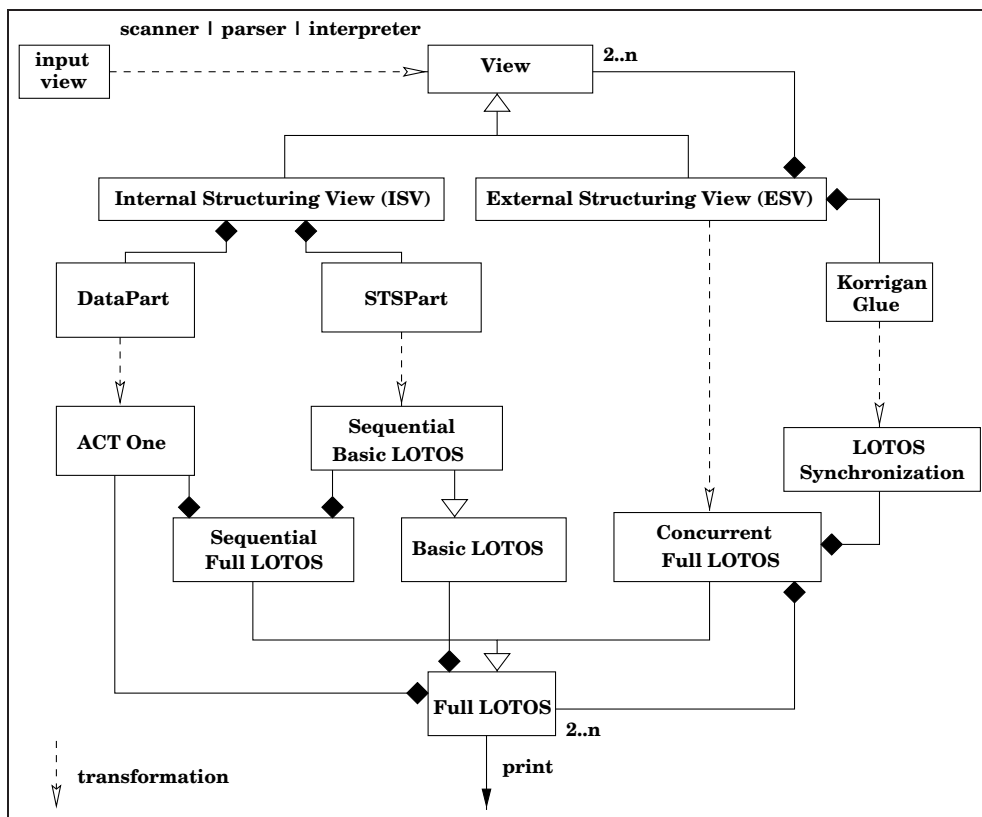 scanner | parser | interpreter
input
view
View
2..n
Internal Structuring View (ISV)
External Structuring View (ESV)
DataPart
STSPart
Korrigan
Glue
ACT One
Sequential
Basic LOTOS
LOTOS
Synchronization
Sequential
Full LOTOS
Basic LOTOS
Concurrent
Full LOTOS
Full LOTOS
2..n
print
transformation